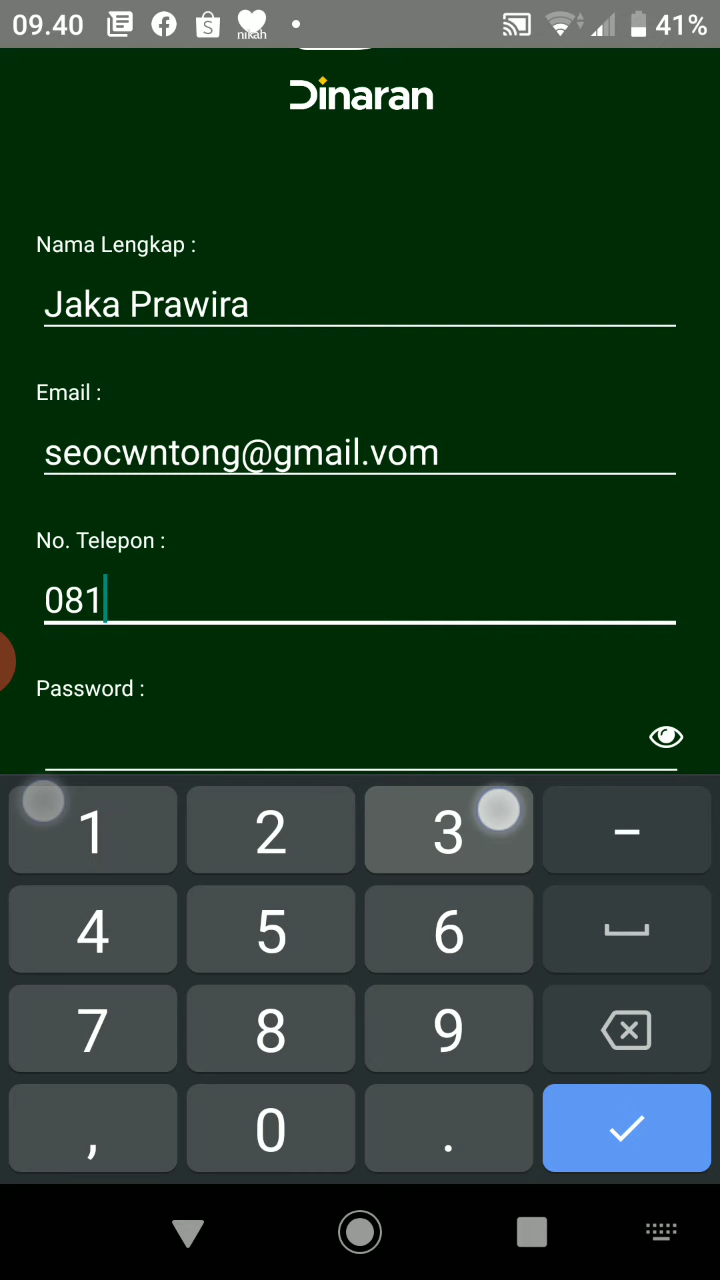 09.40
nikah
41%
Dinaran
Nama Lengkap :
Jaka Prawira
Email :
seocwntong@gmail.vom
No. Telepon :
081
Password :
1 2 3 –
4 5 6
7 8 9
, 0 .